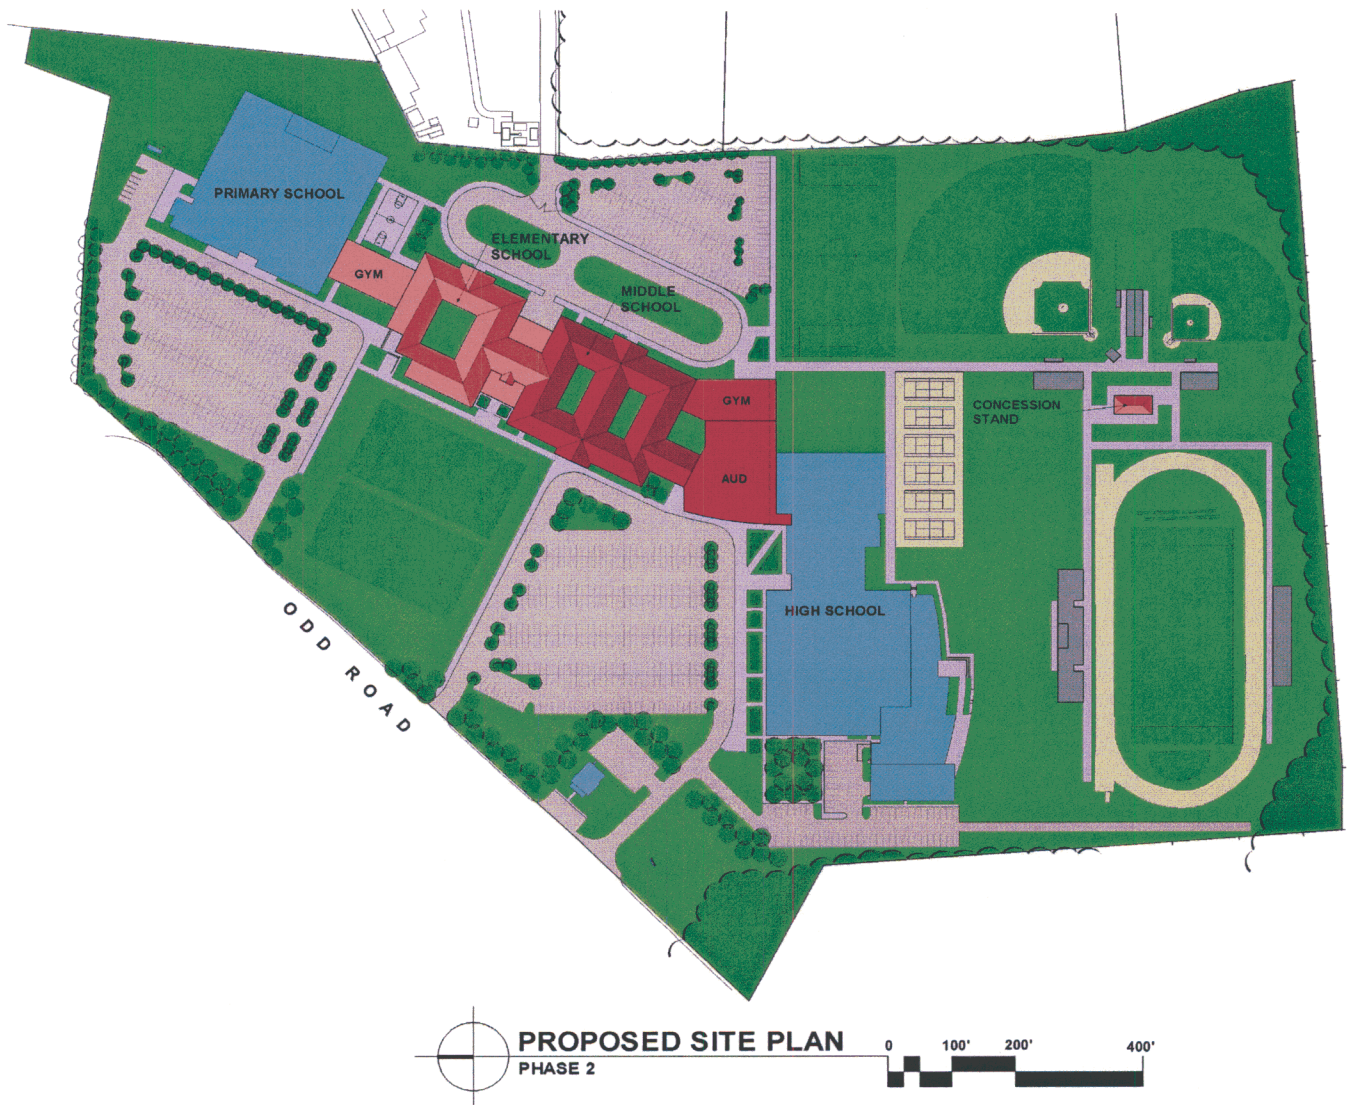 PRIMARY SCHOOL
ELEMENTARY
SCHOOL
GYM
MIDDLE
SCHOOL
GYM
CONCESSION
STAND
AUD
HIGH SCHOOL
ODD ROAD
PROPOSED SITE PLAN
PHASE 2
0 100' 200' 400'